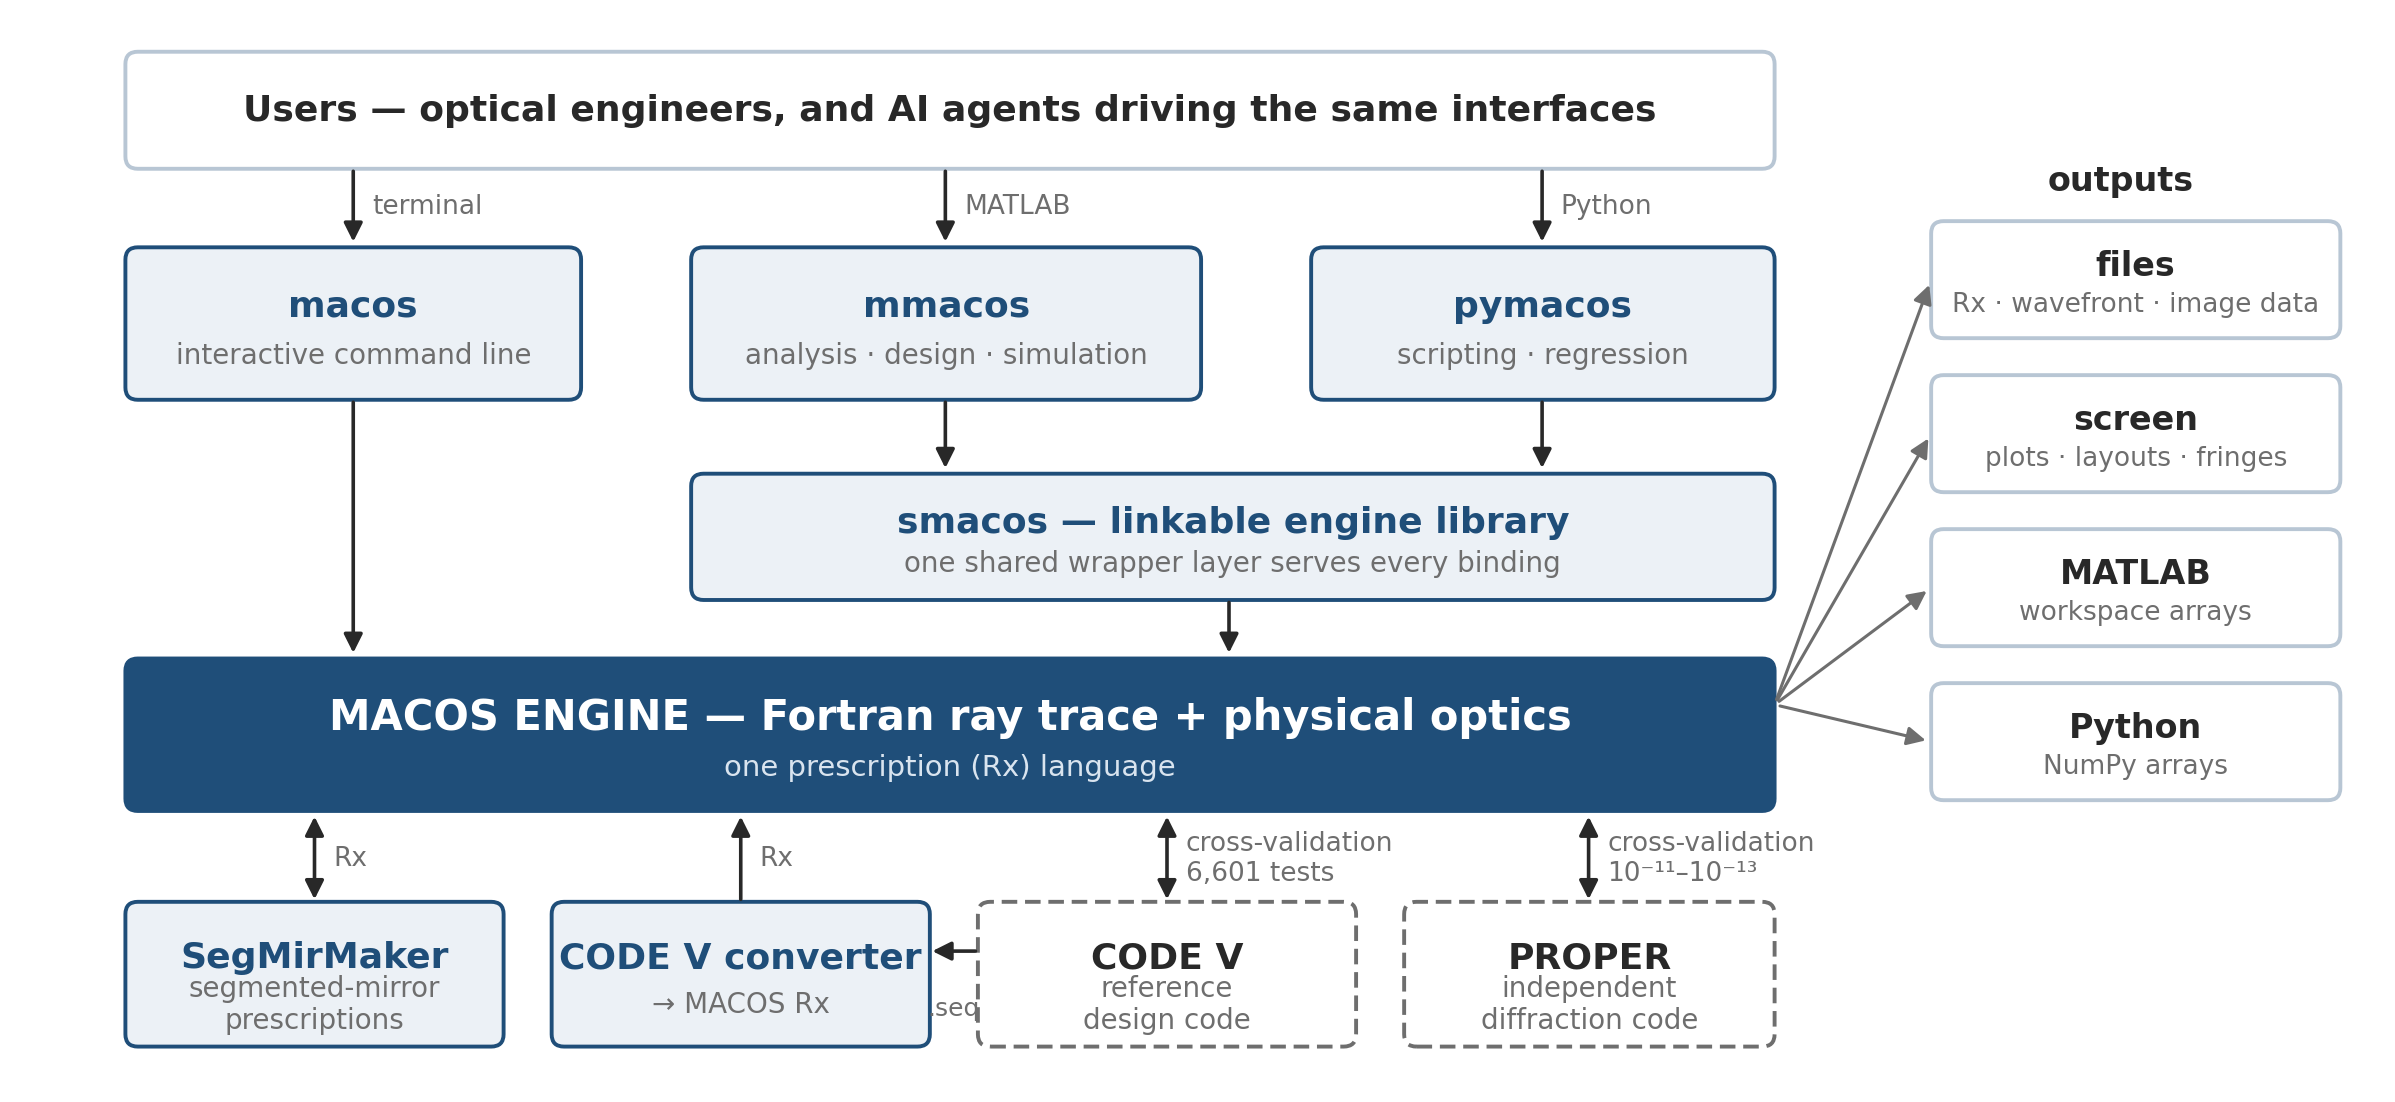 Users — optical engineers, and AI agents driving the same interfaces
terminal
MATLAB
Python
macos
interactive command line
mmacos
analysis · design · simulation
pymacos
scripting · regression
smacos — linkable engine library
one shared wrapper layer serves every binding
MACOS ENGINE — Fortran ray trace + physical optics
one prescription (Rx) language
outputs
files
Rx · wavefront · image data
screen
plots · layouts · fringes
MATLAB
workspace arrays
Python
NumPy arrays
Rx
Rx
cross-validation
6,601 tests
cross-validation
10⁻¹¹–10⁻¹³
SegMirMaker
segmented-mirror
prescriptions
CODE V converter
→ MACOS Rx
.seq
CODE V
reference
design code
PROPER
independent
diffraction code